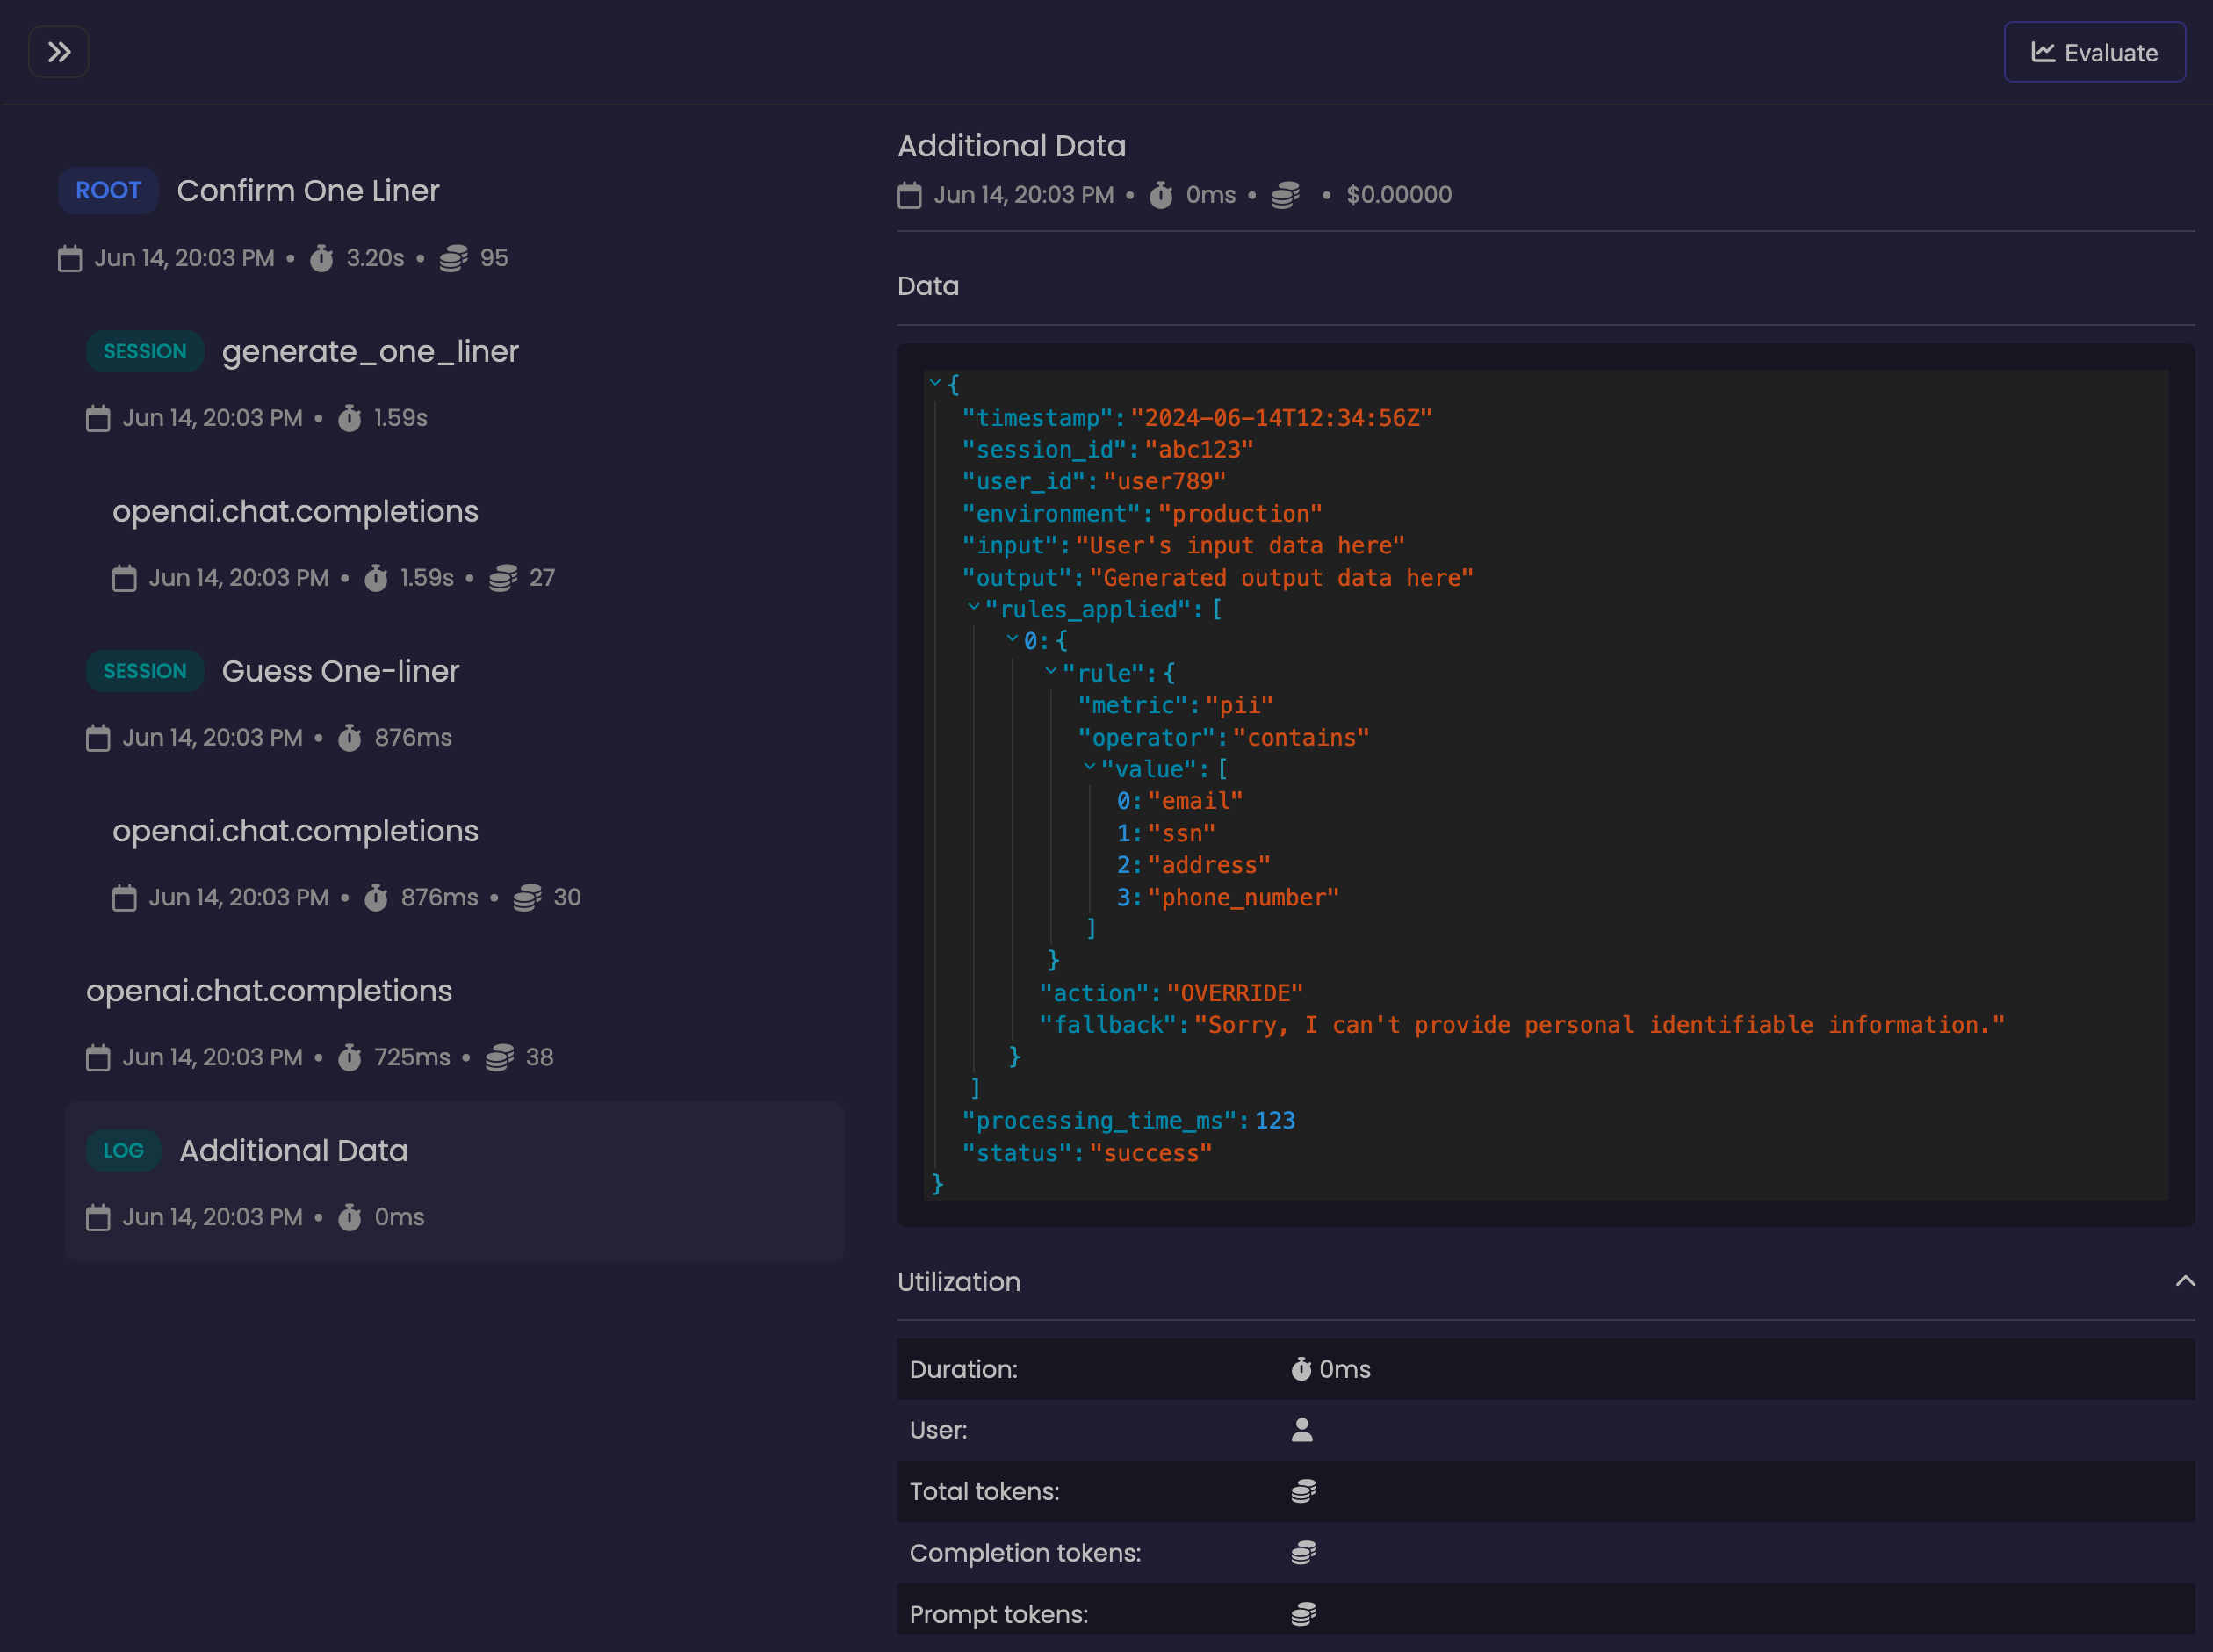 Evaluate
ROOT Confirm One Liner
Jun 14, 20:03 PM • 3.20s • 95
SESSION generate_one_liner
Jun 14, 20:03 PM • 1.59s
openai.chat.completions
Jun 14, 20:03 PM • 1.59s • 27
SESSION Guess One-liner
Jun 14, 20:03 PM • 876ms
openai.chat.completions
Jun 14, 20:03 PM • 876ms • 30
openai.chat.completions
Jun 14, 20:03 PM • 725ms • 38
LOG Additional Data
Jun 14, 20:03 PM • 0ms
Additional Data
Jun 14, 20:03 PM • 0ms • • $0.00000
Data
{
"timestamp":"2024-06-14T12:34:56Z"
"session_id":"abc123"
"user_id":"user789"
"environment":"production"
"input":"User's input data here"
"output":"Generated output data here"
"rules_applied":[
0:{
"rule":{
"metric":"pii"
"operator":"contains"
"value":[
0:"email"
1:"ssn"
2:"address"
3:"phone_number"
]
}
"action":"OVERRIDE"
"fallback":"Sorry, I can't provide personal identifiable information."
}
]
"processing_time_ms":123
"status":"success"
}
Utilization
Duration: 0ms
User:
Total tokens:
Completion tokens:
Prompt tokens: